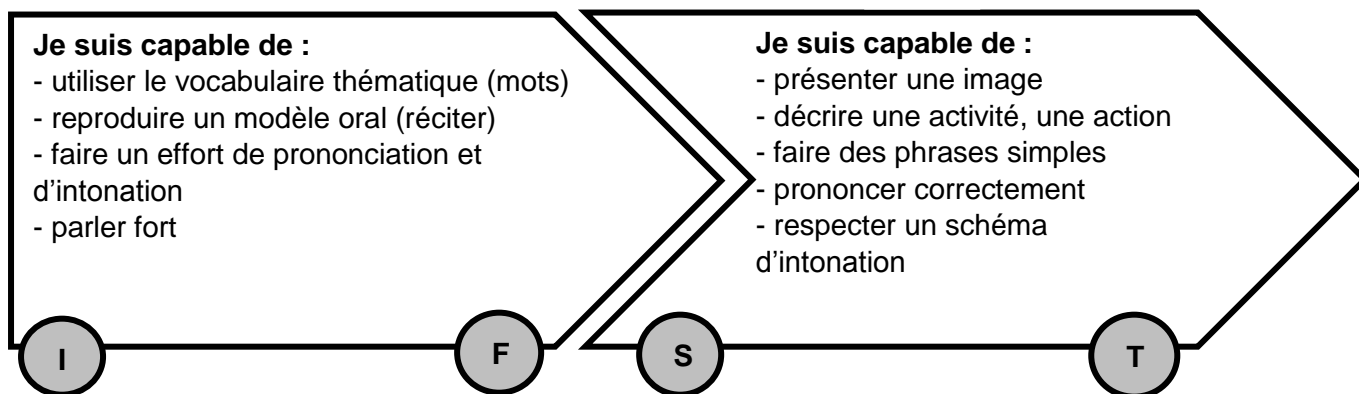 Je suis capable de :
- utiliser le vocabulaire thématique (mots)
- reproduire un modèle oral (réciter)
- faire un effort de prononciation et
d'intonation
- parler fort
Je suis capable de :
- présenter une image
- décrire une activité, une action
- faire des phrases simples
- prononcer correctement
- respecter un schéma
d'intonation
I
F
S
T